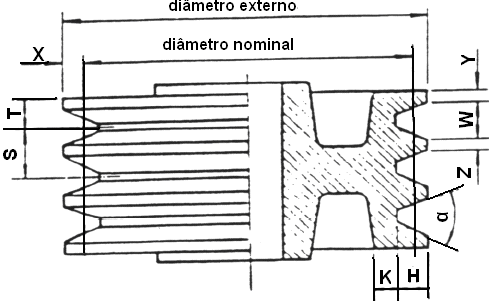 diâmetro externo
X
diâmetro nominal
Y
T
W
S
Z
α
K H